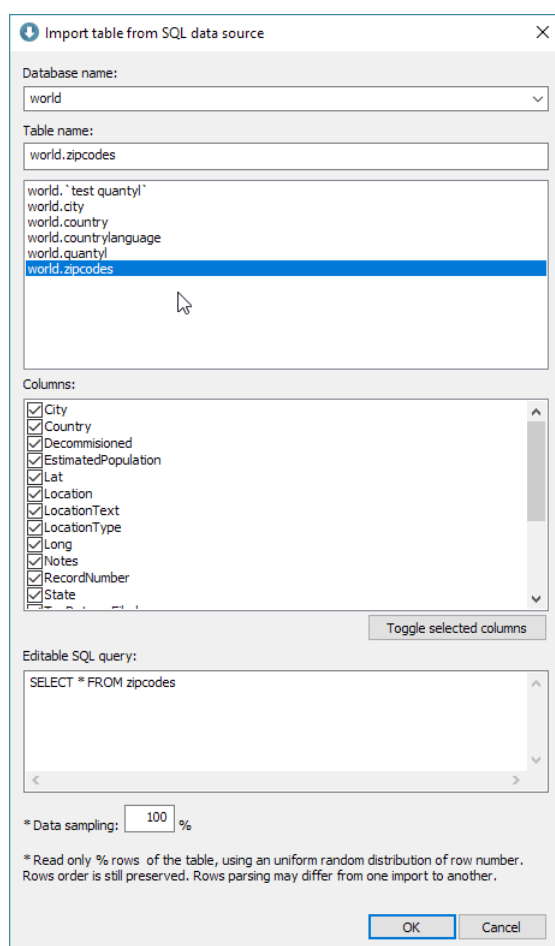 Import table from SQL data source
Database name:
world
Table name:
world.zipcodes
world.`test quantyl`
world.city
world.country
world.countrylanguage
world.quantyl
world.zipcodes
Columns:
City
Country
Decommisioned
EstimatedPopulation
Lat
Location
LocationText
LocationType
Long
Notes
RecordNumber
State
Toggle selected columns
Editable SQL query:
SELECT * FROM zipcodes
* Data sampling: 100 %
* Read only % rows of the table, using an uniform random distribution of row number.
Rows order is still preserved. Rows parsing may differ from one import to another.
OK Cancel